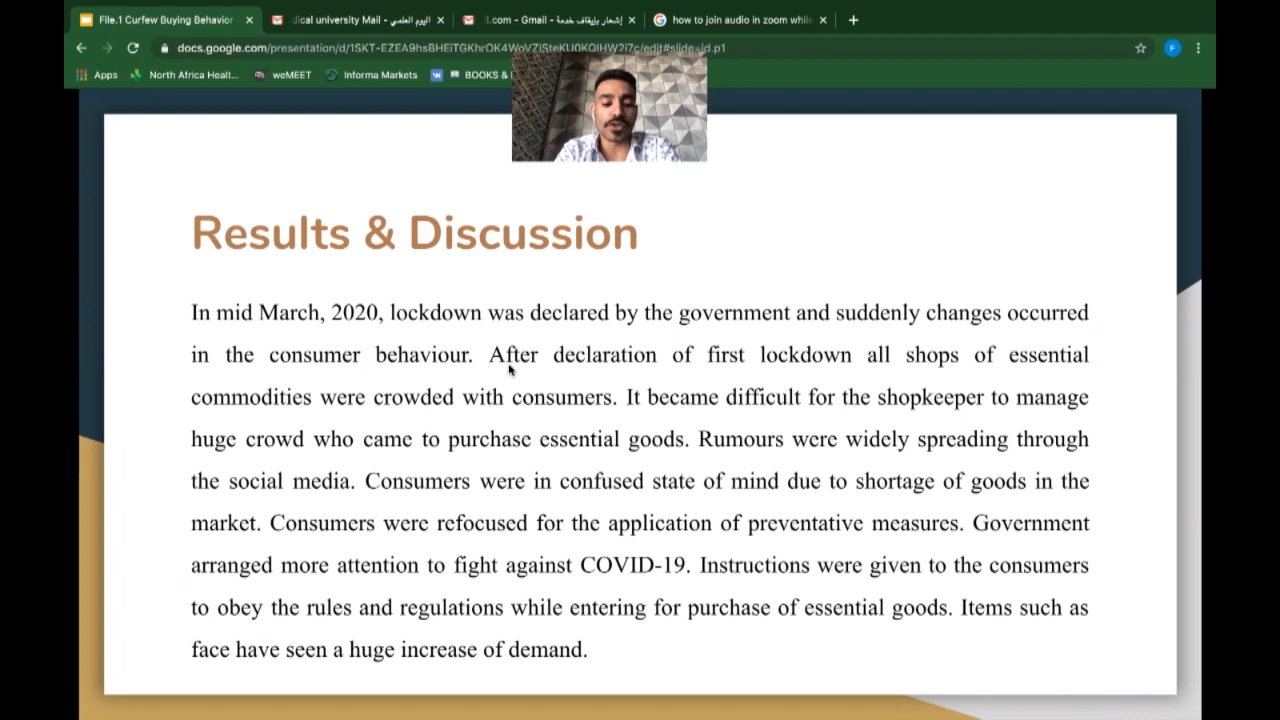 File.1 Curfew Buying Behavior
dical university Mail - اليوم العلمي
il.com - Gmail - إشعار بإيقاف خدمة
how to join audio in zoom while
docs.google.com/presentation/d/
Apps
North Africa Healt...
weMEET
Informa Markets
BOOKS &
F
Results & Discussion
In mid March, 2020, lockdown was declared by the government and suddenly changes occurred
in the consumer behaviour. After declaration of first lockdown all shops of essential
commodities were crowded with consumers. It became difficult for the shopkeeper to manage
huge crowd who came to purchase essential goods. Rumours were widely spreading through
the social media. Consumers were in confused state of mind due to shortage of goods in the
market. Consumers were refocused for the application of preventative measures. Government
arranged more attention to fight against COVID-19. Instructions were given to the consumers
to obey the rules and regulations while entering for purchase of essential goods. Items such as
face have seen a huge increase of demand.